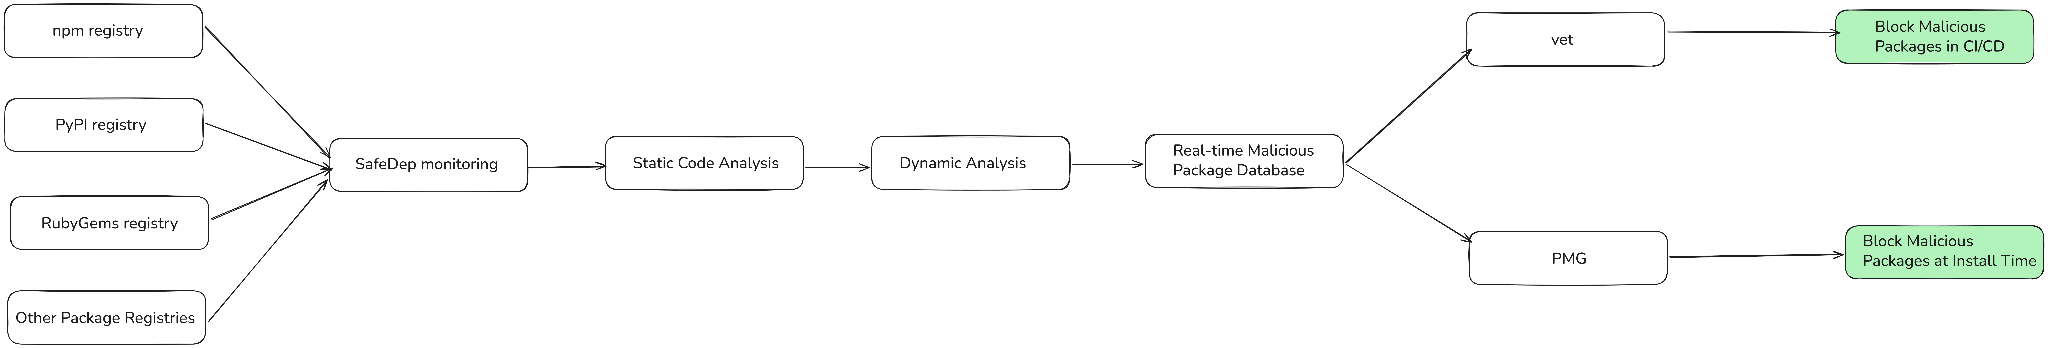 npm registry
PyPI registry
RubyGems registry
Other Package Registries
SafeDep monitoring
Static Code Analysis
Dynamic Analysis
Real-time Malicious
Package Database
vet
PMG
Block Malicious
Packages in CI/CD
Block Malicious
Packages at Install Time